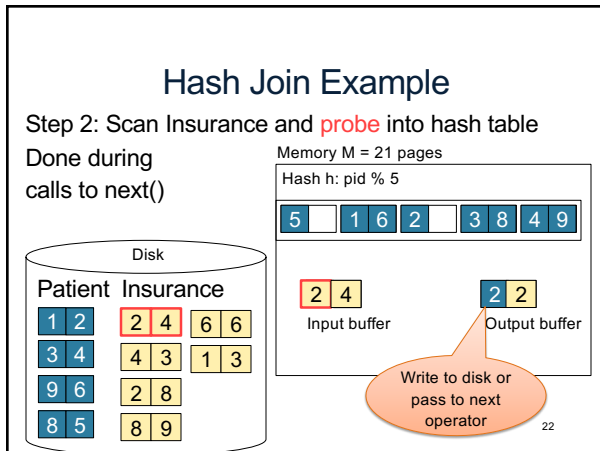 Hash Join Example
Step 2: Scan Insurance and probe into hash table
Done during
calls to next()
Memory M = 21 pages
Hash h: pid % 5
5 1 6 2 3 8 4 9
Disk
Patient Insurance
1 2 2 4 6 6
3 4 4 3 1 3
9 6 2 8
8 5 8 9
2 4
Input buffer
2 2
Output buffer
Write to disk or
pass to next
operator
22